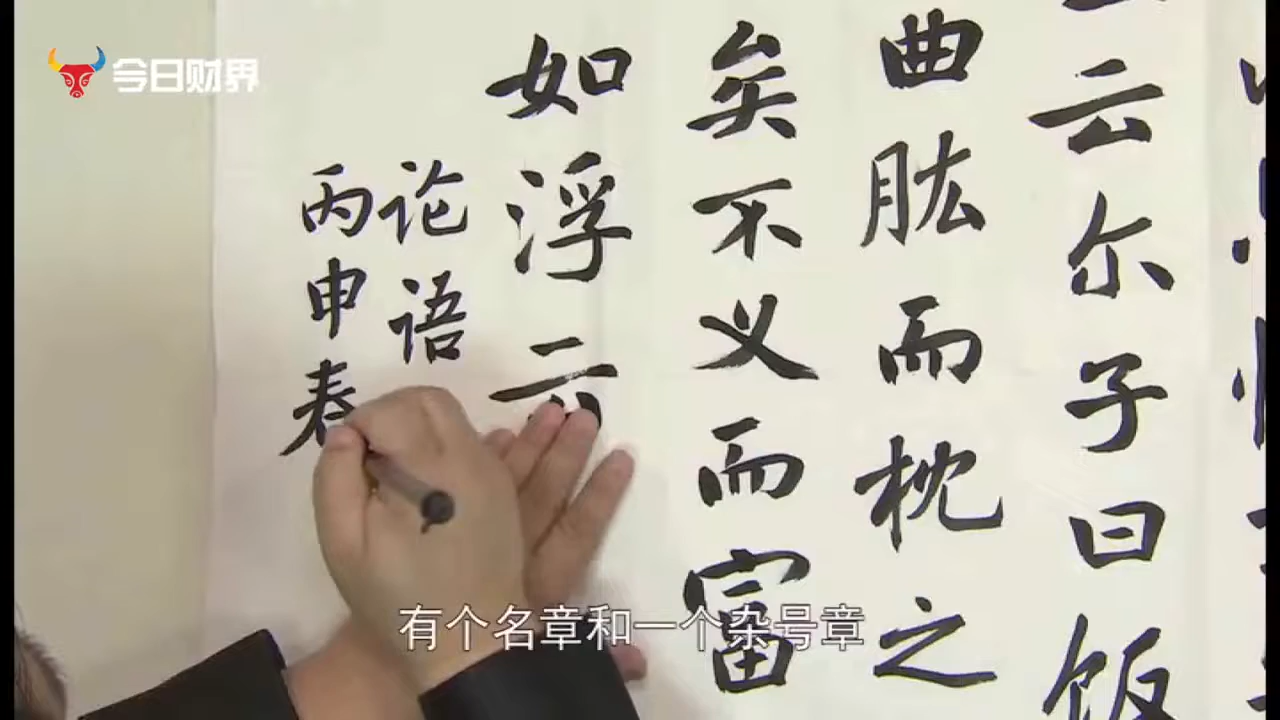 今日财界
云尔子曰饭
曲肱而枕之
矣不义而富
如浮云
论语
丙申春
有个名章和一个杂号章